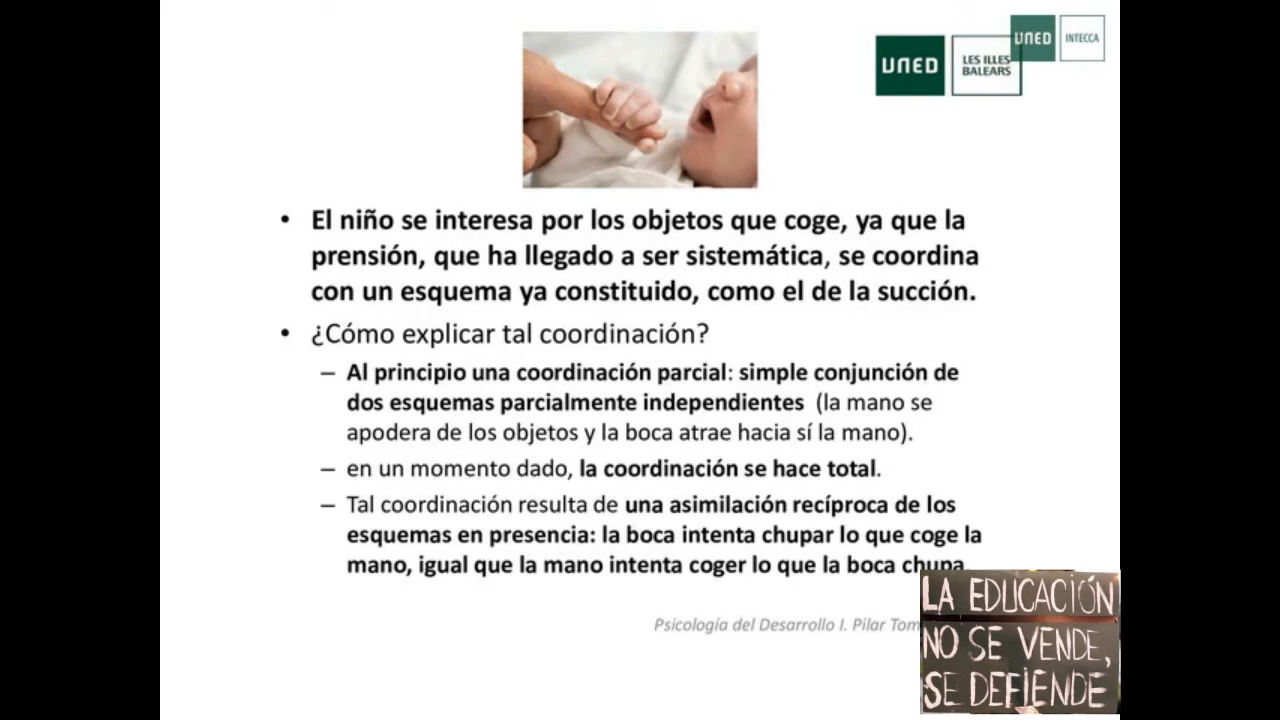 UNED
INTECCA
UNED
LES ILLES
BALEARS
• El niño se interesa por los objetos que coge, ya que la
prensión, que ha llegado a ser sistemática, se coordina
con un esquema ya constituido, como el de la succión.
• ¿Cómo explicar tal coordinación?
– Al principio una coordinación parcial: simple conjunción de
dos esquemas parcialmente independientes (la mano se
apodera de los objetos y la boca atrae hacia sí la mano).
– en un momento dado, la coordinación se hace total.
– Tal coordinación resulta de una asimilación recíproca de los
esquemas en presencia: la boca intenta chupar lo que coge la
mano, igual que la mano intenta coger lo que la boca chupa.
Psicología del Desarrollo I. Pilar
LA EDUCACIÓN
NO SE VENDE,
SE DEFIENDE